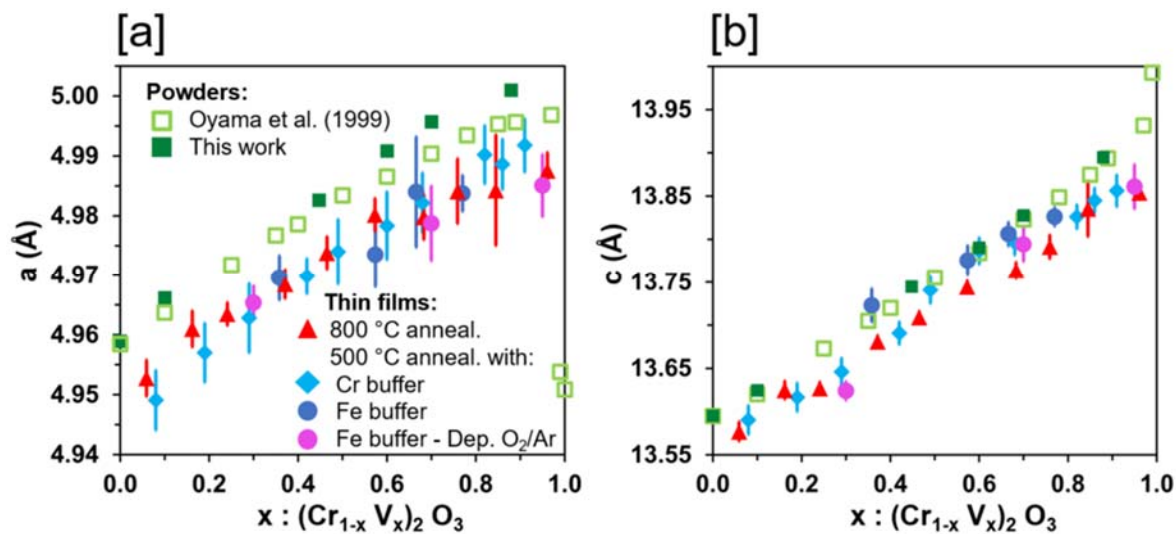 [a]
a (Å)
5.00
4.99
4.98
4.97
4.96
4.95
4.94
Powders:
Oyama et al. (1999)
This work
Thin films:
800 °C anneal.
500 °C anneal. with:
Cr buffer
Fe buffer
Fe buffer - Dep. O₂/Ar
0.0 0.2 0.4 0.6 0.8 1.0
x : (Cr₁₋ₓ Vₓ)₂ O₃
[b]
c (Å)
13.95
13.85
13.75
13.65
13.55
0.0 0.2 0.4 0.6 0.8 1.0
x : (Cr₁₋ₓ Vₓ)₂ O₃